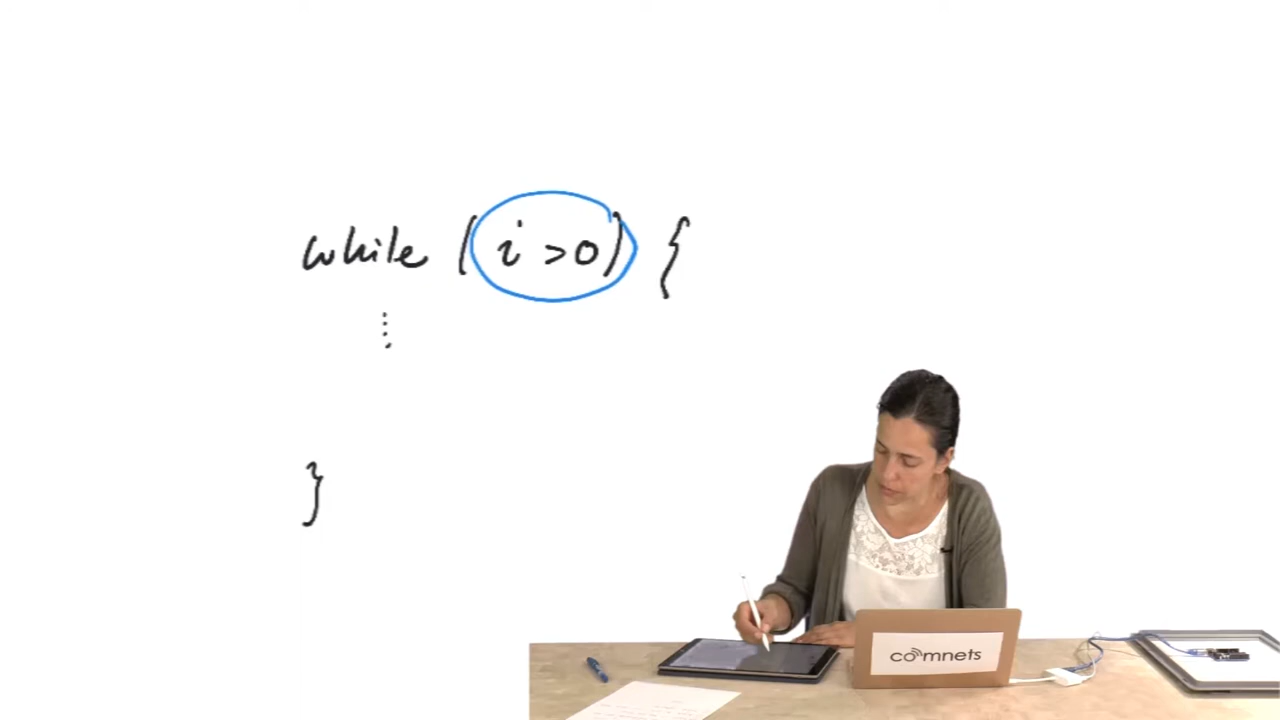 while ( i > 0 ) {
⋮
}
comnets